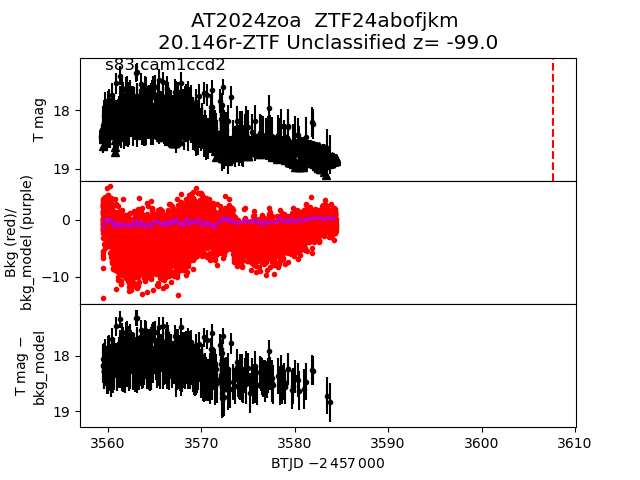 AT2024zoa ZTF24abofjkm
20.146r-ZTF Unclassified z= -99.0
s83 cam1ccd2
T mag
18
19
Bkg (red)/
bkg_model (purple)
0
−10
T mag −
bkg_model
18
19
3560 3570 3580 3590 3600 3610
BTJD −2 457 000